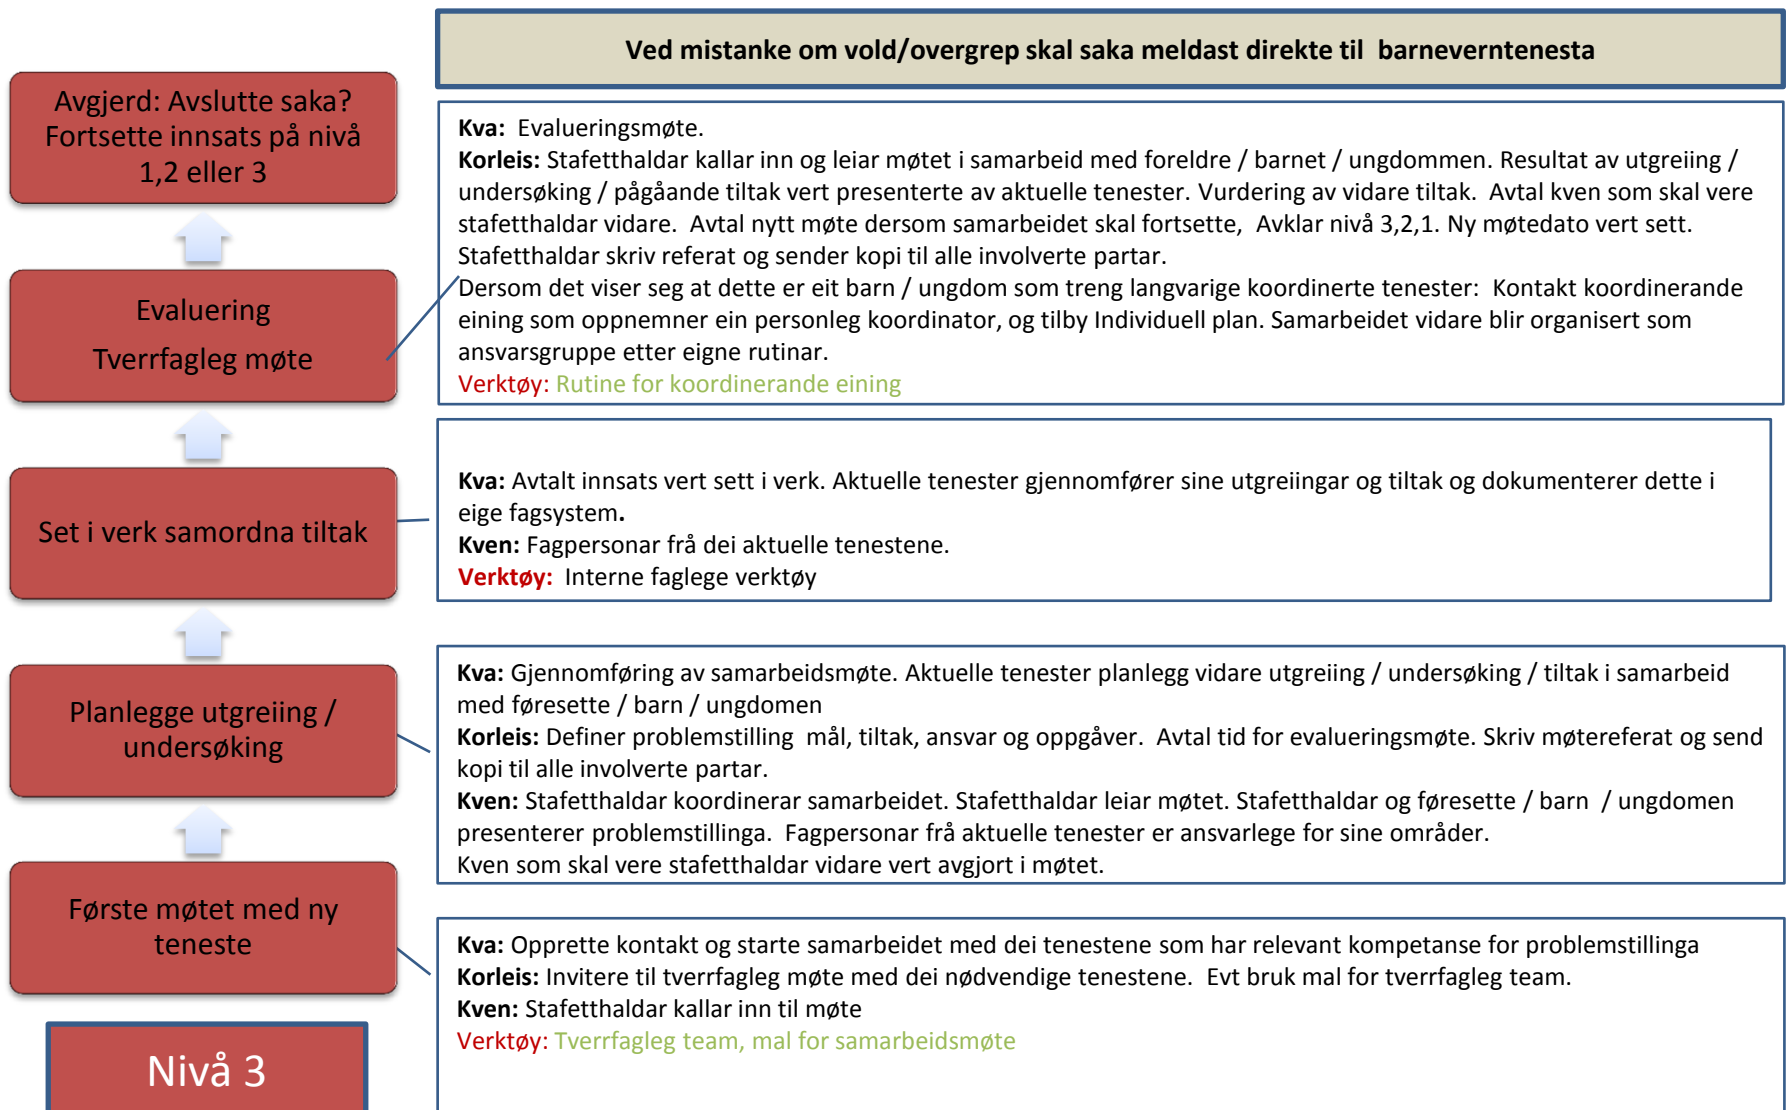 Ved mistanke om vold/overgrep skal saka meldast direkte til barneverntenesta
Avgjerd: Avslutte saka?
Fortsette innsats på nivå
1,2 eller 3
Kva: Evalueringsmøte.
Korleis: Stafetthaldar kallar inn og leiar møtet i samarbeid med foreldre / barnet / ungdommen. Resultat av utgreiing /
undersøking / pågåande tiltak vert presenterte av aktuelle tenester. Vurdering av vidare tiltak. Avtal kven som skal vere
stafetthaldar vidare. Avtal nytt møte dersom samarbeidet skal fortsette, Avklar nivå 3,2,1. Ny møtedato vert sett.
Stafetthaldar skriv referat og sender kopi til alle involverte partar.
Dersom det viser seg at dette er eit barn / ungdom som treng langvarige koordinerte tenester: Kontakt koordinerande
eining som oppnemner ein personleg koordinator, og tilby Individuell plan. Samarbeidet vidare blir organisert som
ansvarsgruppe etter eigne rutinar.
Verktøy: Rutine for koordinerande eining
Evaluering
Tverrfagleg møte
Set i verk samordna tiltak
Kva: Avtalt innsats vert sett i verk. Aktuelle tenester gjennomfører sine utgreiingar og tiltak og dokumenterer dette i
eige fagsystem.
Kven: Fagpersonar frå dei aktuelle tenestene.
Verktøy: Interne faglege verktøy
Planlegge utgreiing /
undersøking
Kva: Gjennomføring av samarbeidsmøte. Aktuelle tenester planlegg vidare utgreiing / undersøking / tiltak i samarbeid
med føresette / barn / ungdomen
Korleis: Definer problemstilling mål, tiltak, ansvar og oppgåver. Avtal tid for evalueringsmøte. Skriv møtereferat og send
kopi til alle involverte partar.
Kven: Stafetthaldar koordinerar samarbeidet. Stafetthaldar leiar møtet. Stafetthaldar og føresette / barn / ungdomen
presenterer problemstillinga. Fagpersonar frå aktuelle tenester er ansvarlege for sine områder.
Kven som skal vere stafetthaldar vidare vert avgjort i møtet.
Første møtet med ny
teneste
Kva: Opprette kontakt og starte samarbeidet med dei tenestene som har relevant kompetanse for problemstillinga
Korleis: Invitere til tverrfagleg møte med dei nødvendige tenestene. Evt bruk mal for tverrfagleg team.
Kven: Stafetthaldar kallar inn til møte
Verktøy: Tverrfagleg team, mal for samarbeidsmøte
Nivå 3